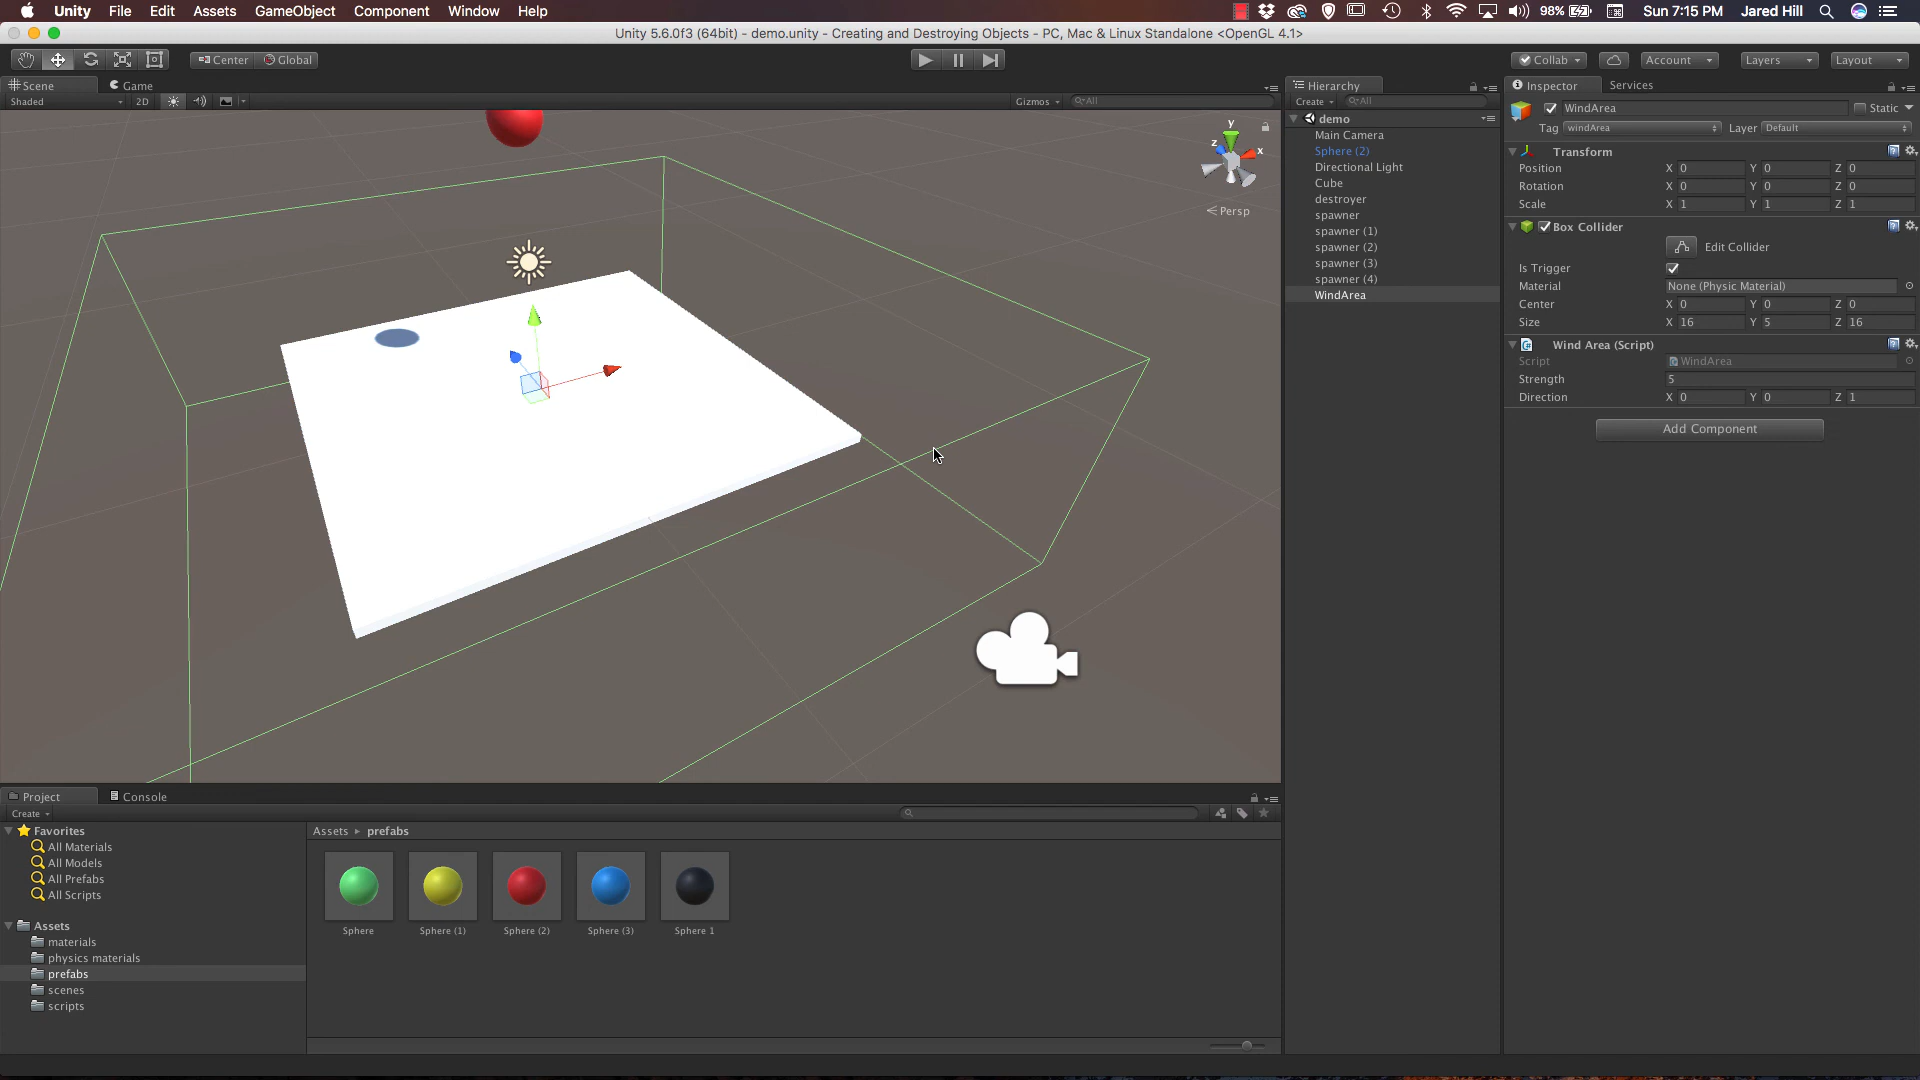 Unity File Edit Assets GameObject Component Window Help 98% Sun 7:15 PM Jared Hill
Unity 5.6.0f3 (64bit) - demo.unity - Creating and Destroying Objects - PC, Mac & Linux Standalone <OpenGL 4.1>
Center Global Collab Account Layers Layout
Scene Game
Shaded 2D Gizmos All
y
z
x
Persp
Hierarchy
Create All
demo
Main Camera
Sphere (2)
Directional Light
Cube
destroyer
spawner
spawner (1)
spawner (2)
spawner (3)
spawner (4)
WindArea
Inspector Services
WindArea Static
Tag windArea Layer Default
Transform
Position X 0 Y 0 Z 0
Rotation X 0 Y 0 Z 0
Scale X 1 Y 1 Z 1
Box Collider
Edit Collider
Is Trigger
Material None (Physic Material)
Center X 0 Y 0 Z 0
Size X 16 Y 5 Z 16
Wind Area (Script)
Script WindArea
Strength 5
Direction X 0 Y 0 Z 1
Add Component
Project Console
Create
Favorites
All Materials
All Models
All Prefabs
All Scripts
Assets
materials
physics materials
prefabs
scenes
scripts
Assets prefabs
Sphere Sphere (1) Sphere (2) Sphere (3) Sphere 1